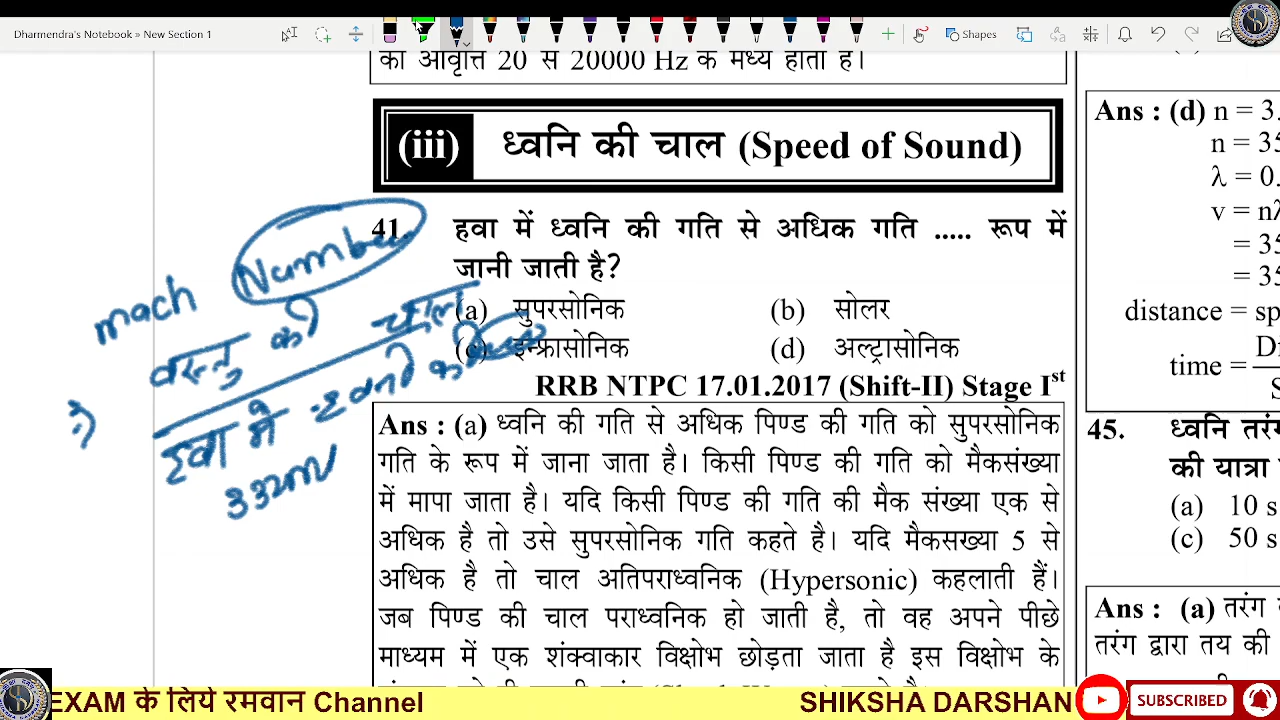 Dharmendra's Notebook » New Section 1
Shapes
की आवृत्ति 20 से 20000 Hz के मध्य होती है।
(iii) ध्वनि की चाल (Speed of Sound)
41. हवा में ध्वनि की गति से अधिक गति ..... रूप में
जानी जाती है?
(a) सुपरसोनिक (b) सोलर
(c) इन्फ्रासोनिक (d) अल्ट्रासोनिक
RRB NTPC 17.01.2017 (Shift-II) Stage Ist
Ans : (a) ध्वनि की गति से अधिक पिण्ड की गति को सुपरसोनिक
गति के रूप में जाना जाता है। किसी पिण्ड की गति को मैकसंख्या
में मापा जाता है। यदि किसी पिण्ड की गति की मैक संख्या एक से
अधिक है तो उसे सुपरसोनिक गति कहते है। यदि मैकसख्या 5 से
अधिक है तो चाल अतिपराध्वनिक (Hypersonic) कहलाती हैं।
जब पिण्ड की चाल पराध्वनिक हो जाती है, तो वह अपने पीछे
माध्यम में एक शंक्वाकार विक्षोभ छोड़ता जाता है इस विक्षोभ के
mach Number
वस्तु की चाल
हवा मे ध्वनी की
332m/
Ans : (d) n = 3.
n = 35
λ = 0.
v = nλ
= 35
= 35
distance = sp
time = Di
S
45. ध्वनि तरंग
की यात्रा
(a) 10 s
(c) 50 s
Ans : (a) तरंग
तरंग द्वारा तय की
EXAM के लिये रमवान Channel
SHIKSHA DARSHAN
SUBSCRIBED